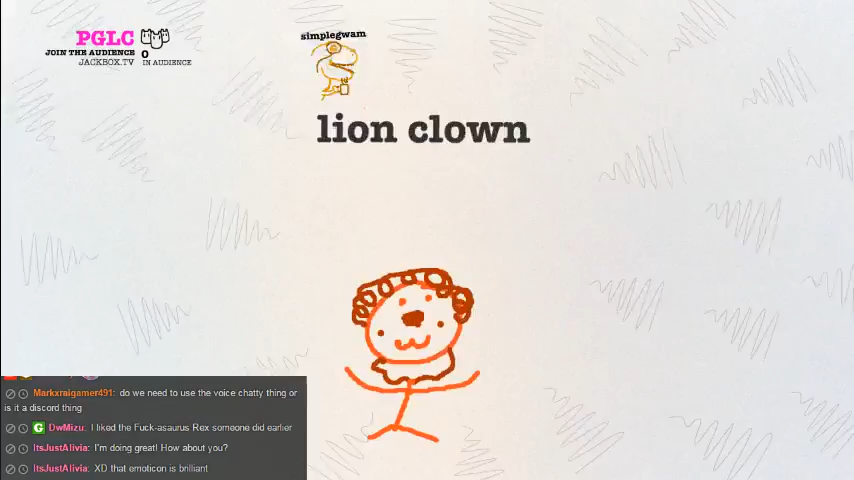 PGLC
JOIN THE AUDIENCE
JACKBOX.TV
0
IN AUDIENCE
simplegwam
lion clown
Markxraigamer491: do we need to use the voice chatty thing or
is it a discord thing
G DwMizu: I liked the Fuck-asaurus Rex someone did earlier
ItsJustAlivia: I'm doing great! How about you?
ItsJustAlivia: XD that emoticon is brilliant